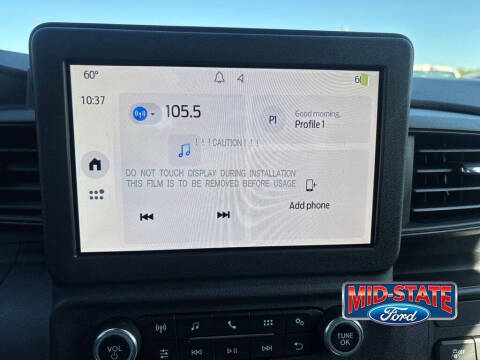 60°
60
10:37
105.5
Good morning,
P1
Profile 1
! ! ! CAUTION ! ! !
DO NOT TOUCH DISPLAY DURING INSTALLATION
THIS FILM IS TO BE REMOVED BEFORE USAGE
Add phone
MID-STATE
Ford
VOL
TUNE
OK